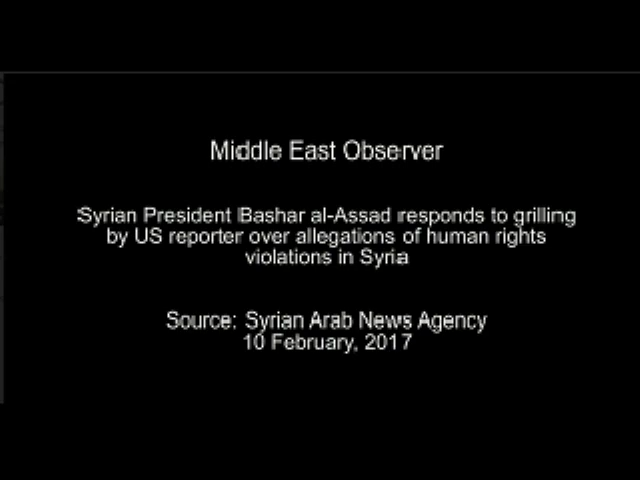 Middle East Observer
Syrian President Bashar al-Assad responds to grilling
by US reporter over allegations of human rights
violations in Syria
Source: Syrian Arab News Agency
10 February, 2017